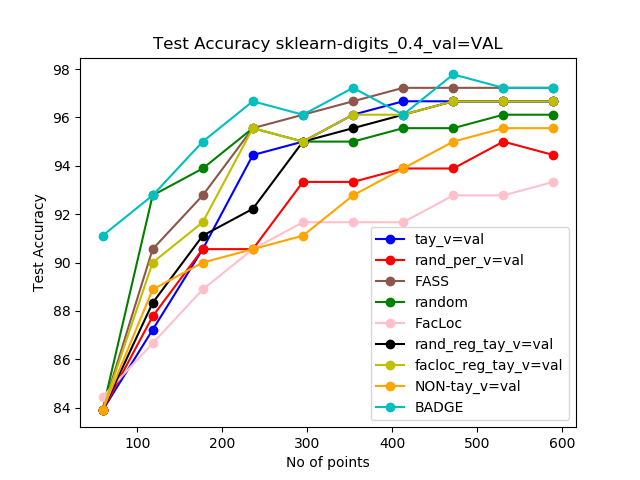 Test Accuracy sklearn-digits_0.4_val=VAL
Test Accuracy
98
96
94
92
90
88
86
84
100 200 300 400 500 600
No of points
tay_v=val
rand_per_v=val
FASS
random
FacLoc
rand_reg_tay_v=val
facloc_reg_tay_v=val
NON-tay_v=val
BADGE